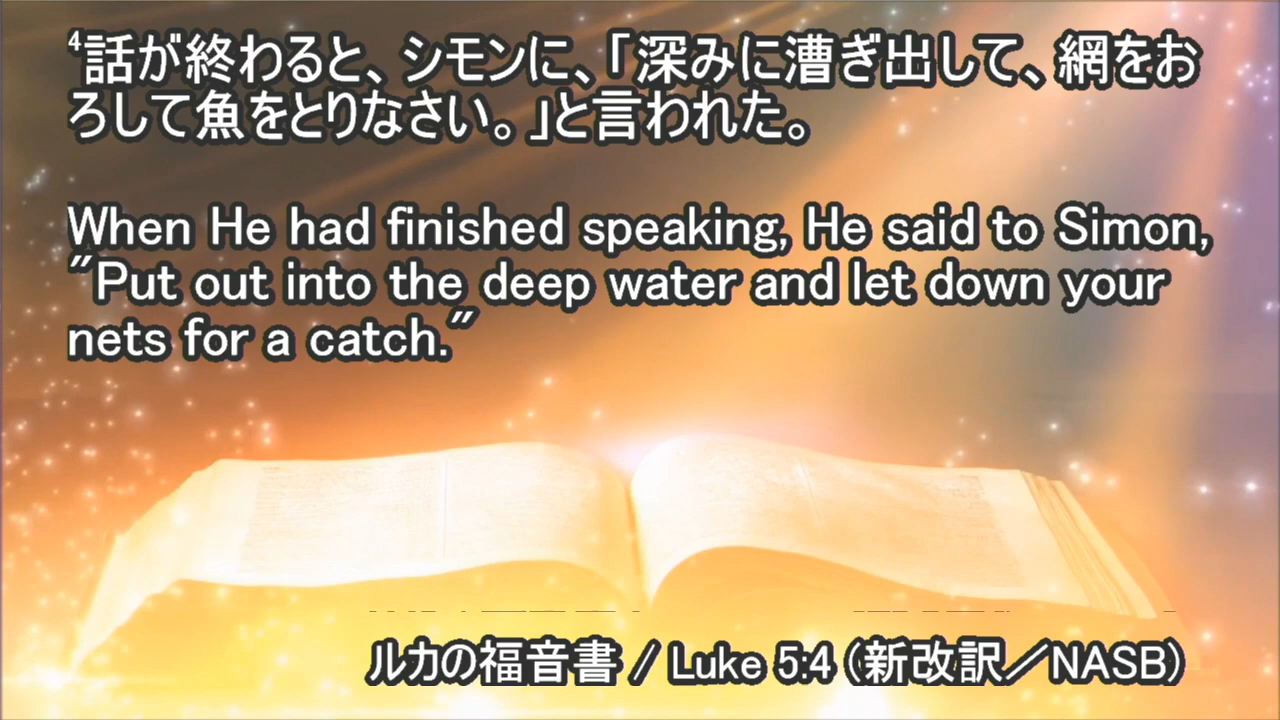 ⁴話が終わると、シモンに、「深みに漕ぎ出して、網をお
ろして魚をとりなさい。」と言われた。
When He had finished speaking, He said to Simon,
"Put out into the deep water and let down your
nets for a catch."
ルカの福音書 / Luke 5:4 (新改訳／NASB)